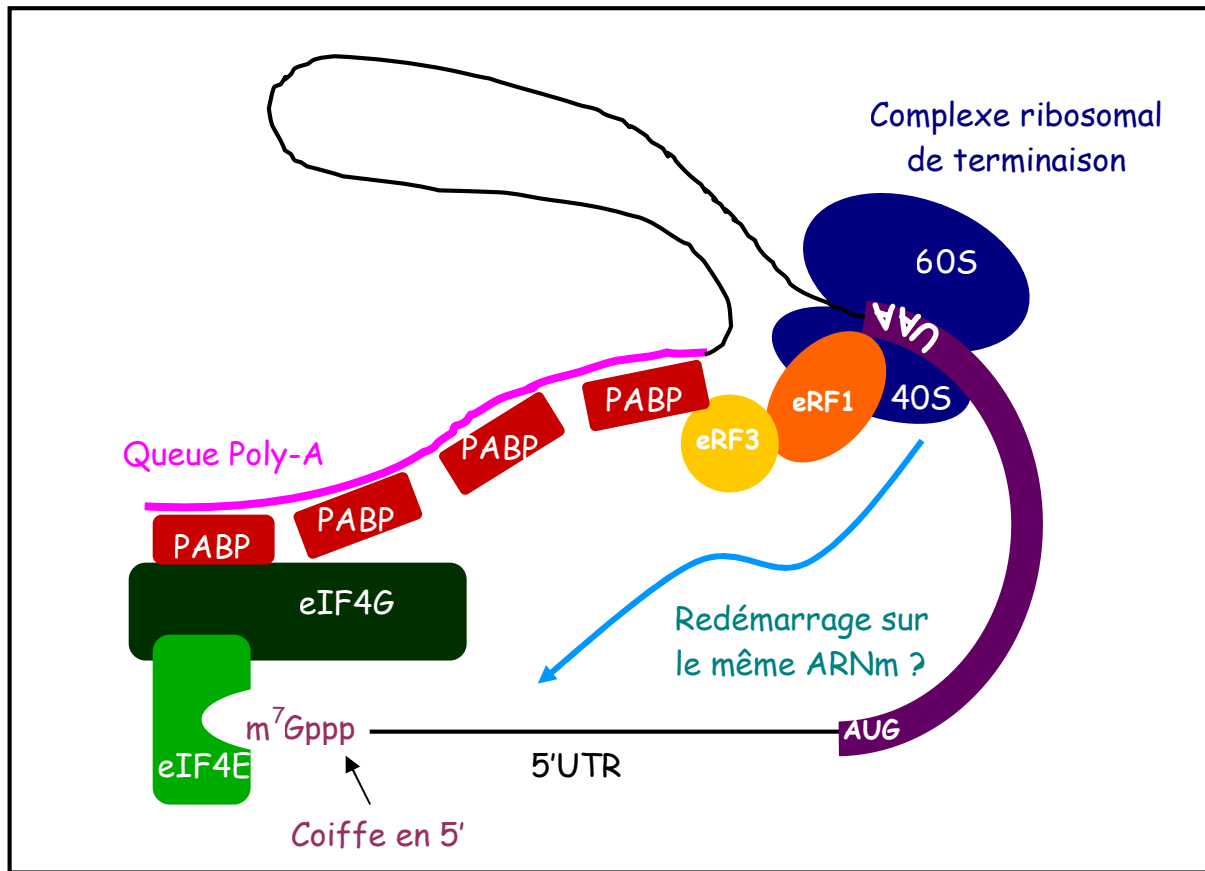 Complexe ribosomal
de terminaison
60S
UAA
40S
eRF1
eRF3
PABP
PABP
PABP
PABP
Queue Poly-A
eIF4G
eIF4E
m⁷Gppp
Coiffe en 5'
5'UTR
AUG
Redémarrage sur
le même ARNm ?